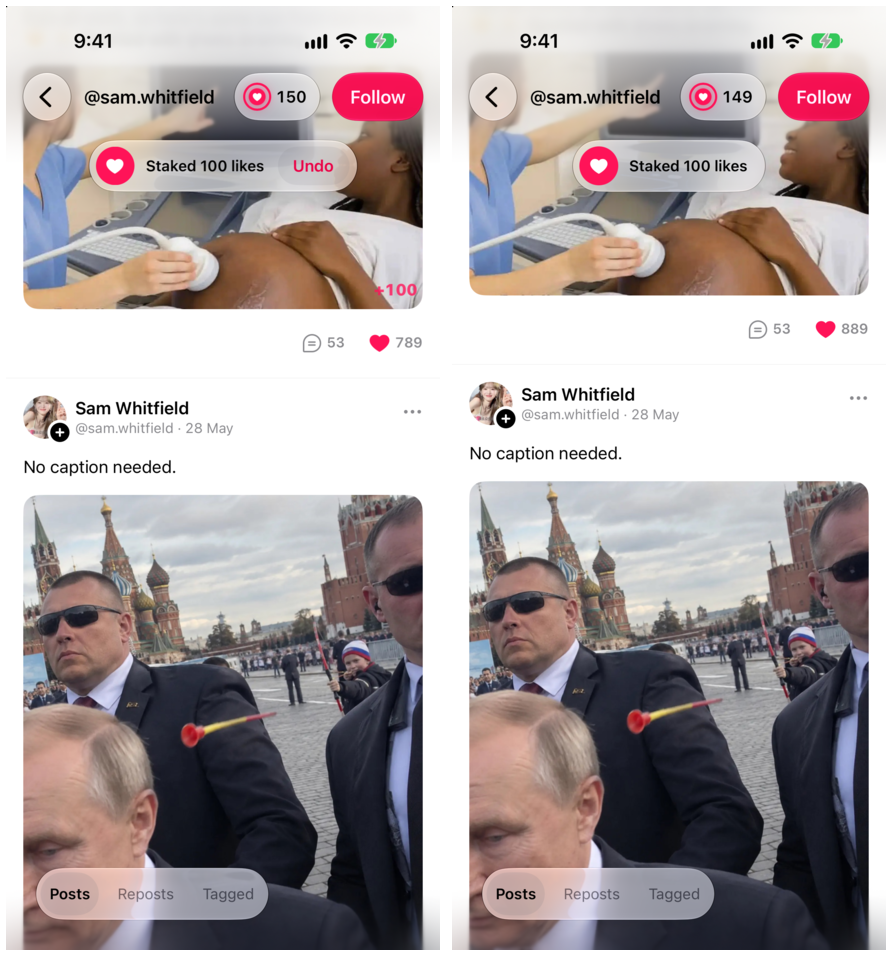 9:41
@sam.whitfield
150
Follow
Staked 100 likes
Undo
+100
53
789
Sam Whitfield
@sam.whitfield · 28 May
No caption needed.
Posts
Reposts
Tagged
9:41
@sam.whitfield
149
Follow
Staked 100 likes
53
889
Sam Whitfield
@sam.whitfield · 28 May
No caption needed.
Posts
Reposts
Tagged